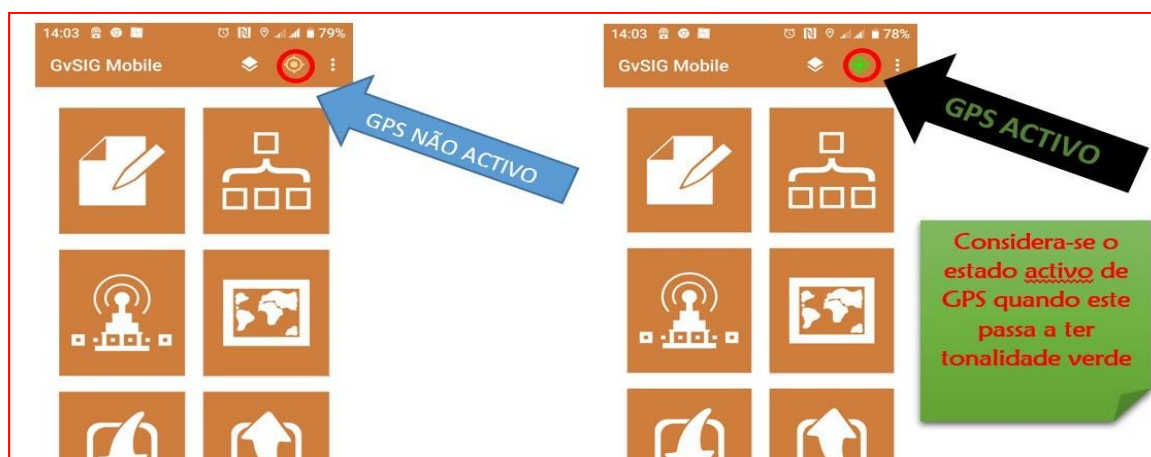 14:03 79%
GvSIG Mobile
GPS NÃO ACTIVO
14:03 78%
GvSIG Mobile
GPS ACTIVO
Considera-se o
estado activo de
GPS quando este
passa a ter
tonalidade verde